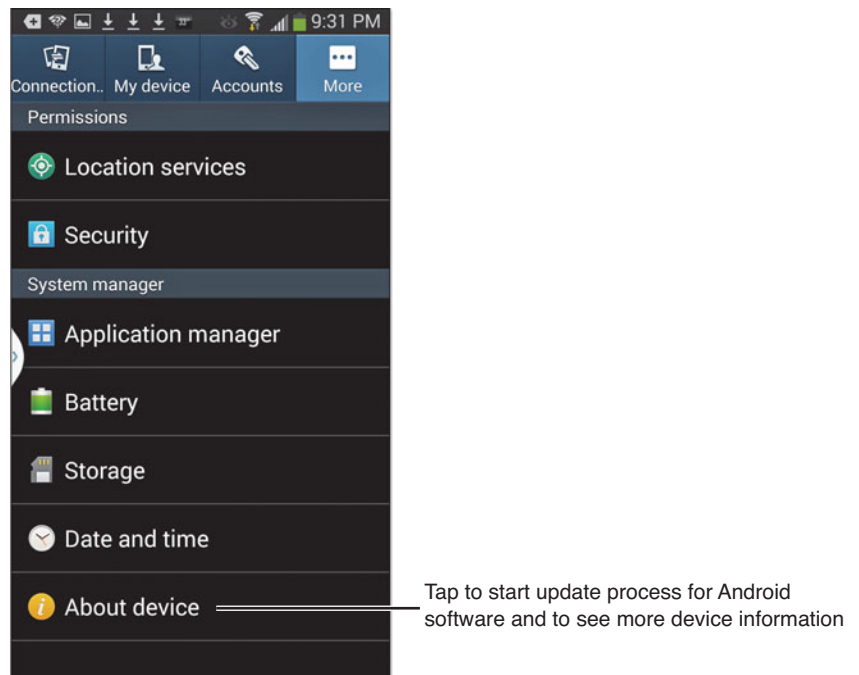 9:31 PM
Connection.. My device Accounts More
Permissions
Location services
Security
System manager
Application manager
Battery
Storage
Date and time
About device
Tap to start update process for Android
software and to see more device information